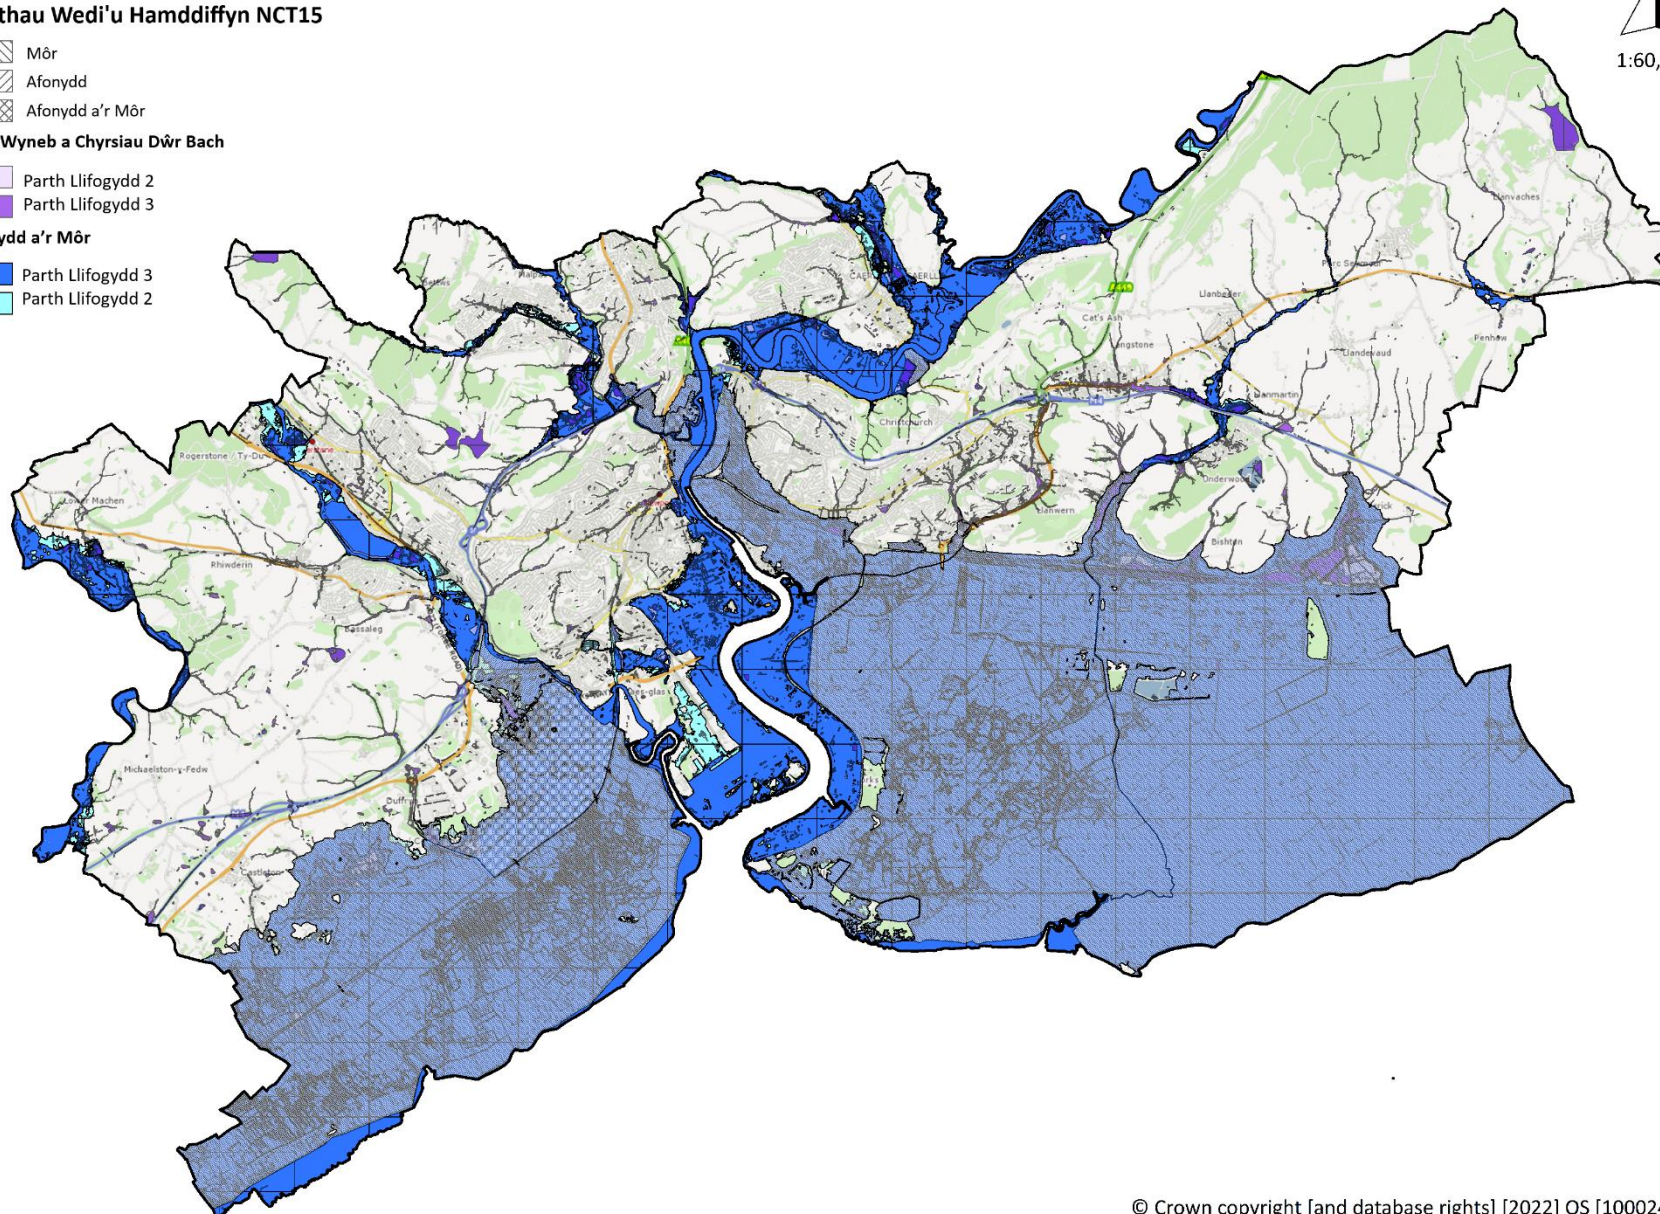 thau Wedi'u Hamddiffyn NCT15
Môr
Afonydd
Afonydd a'r Môr
Wyneb a Chyrsiau Dŵr Bach
Parth Llifogydd 2
Parth Llifogydd 3
ydd a'r Môr
Parth Llifogydd 3
Parth Llifogydd 2
1:60,
Llanvaches
Parc Seymour
Llanbeder
Cat's Ash
Penhow
Llandevaud
Bettws
Christchurch
Llanmartin
M4
Rogerstone / Ty-Du
Lower Machen
Underwood
Llanwern
Bishton
Rhiwderin
Bassaleg
Michaelston-y-Fedw
Duffryn
Castleton
© Crown copyright [and database rights] [2022] OS [10002